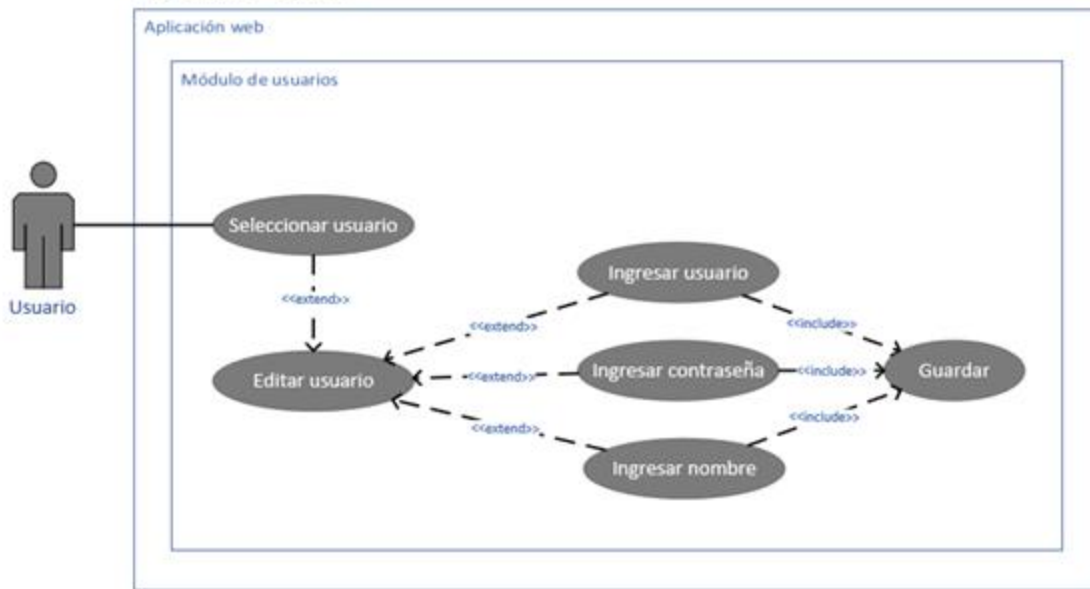 Aplicación web
Módulo de usuarios
Usuario
Seleccionar usuario
<<extend>>
Editar usuario
<<extend>>
<<extend>>
<<extend>>
Ingresar usuario
Ingresar contraseña
Ingresar nombre
<<include>>
<<include>>
<<include>>
Guardar